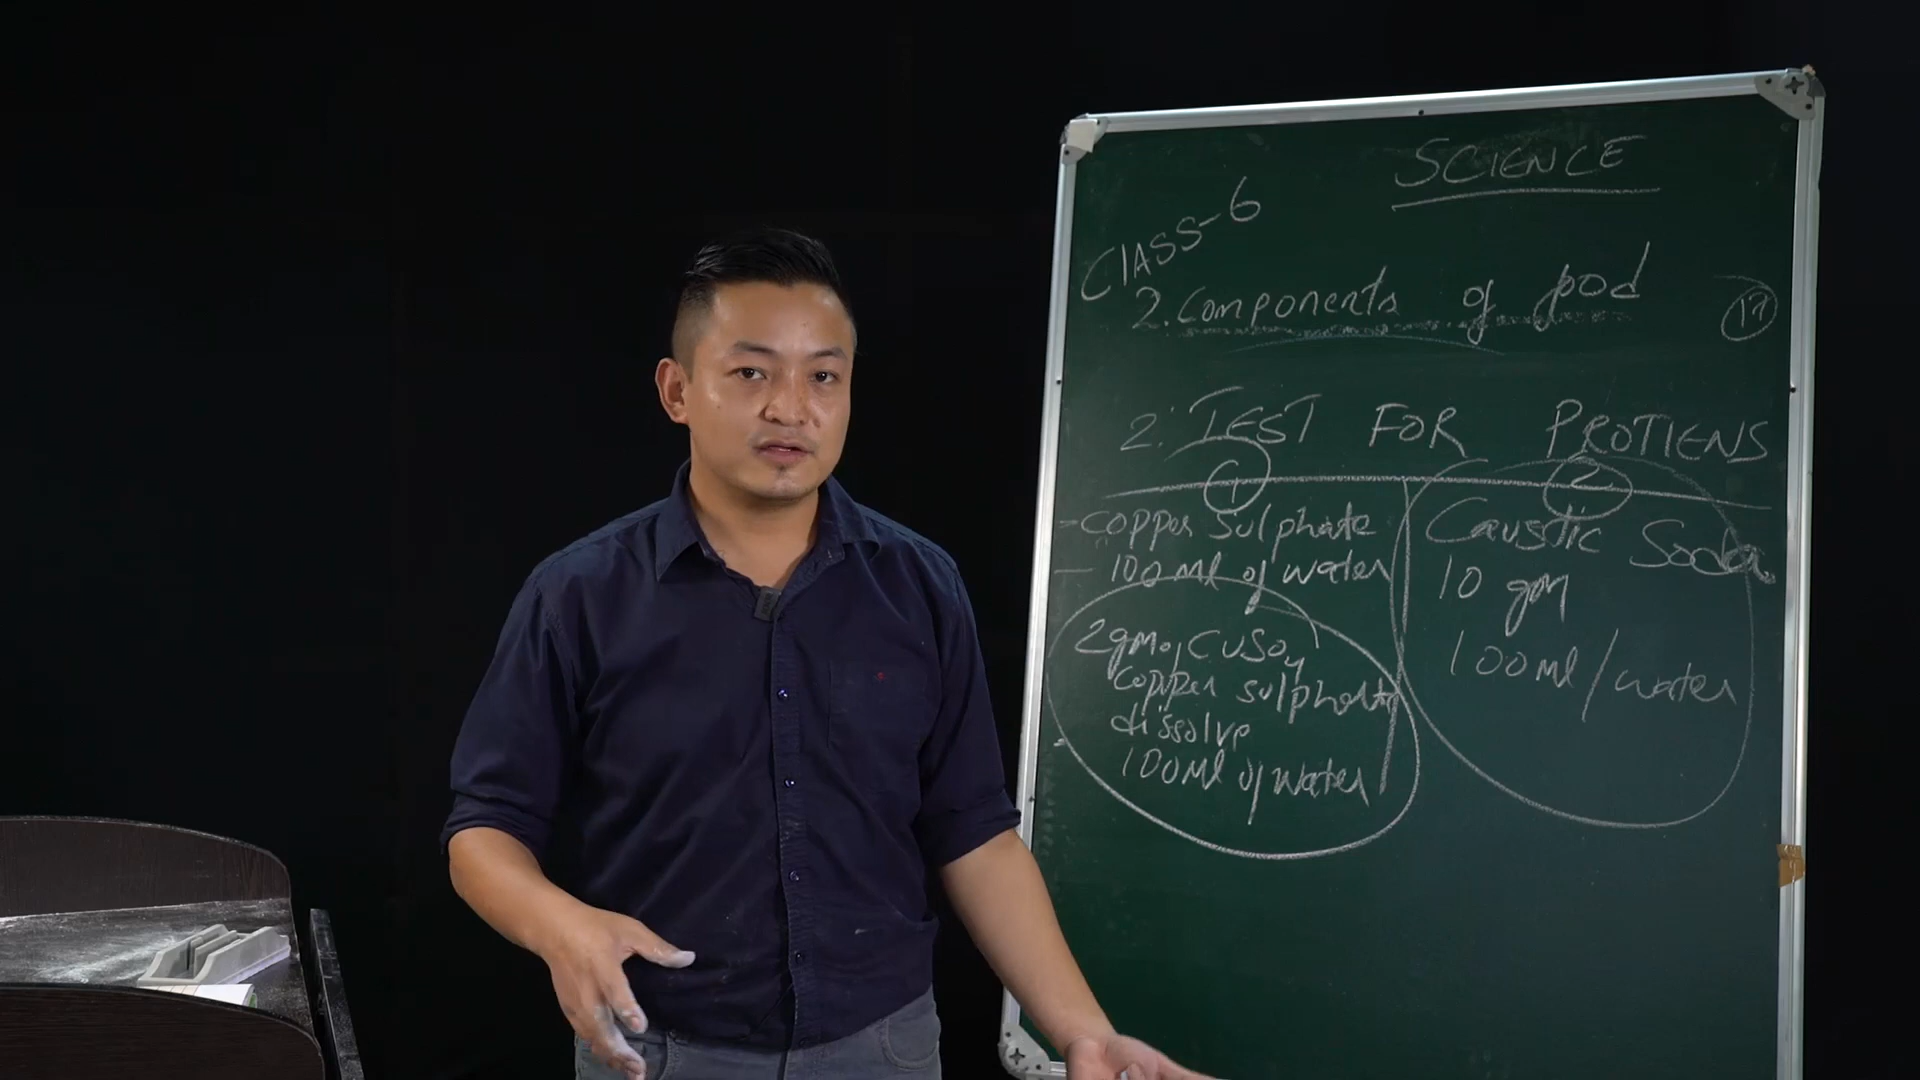 SCIENCE
CLASS-6
2. Components of food
17
2. TEST FOR PROTIENS
1
- Copper Sulphate
- 100 ml of water
2gm of CuSO4
copper sulphate
dissolve
100 ml of water
2
Caustic Soda
10 gm
100 ml / water